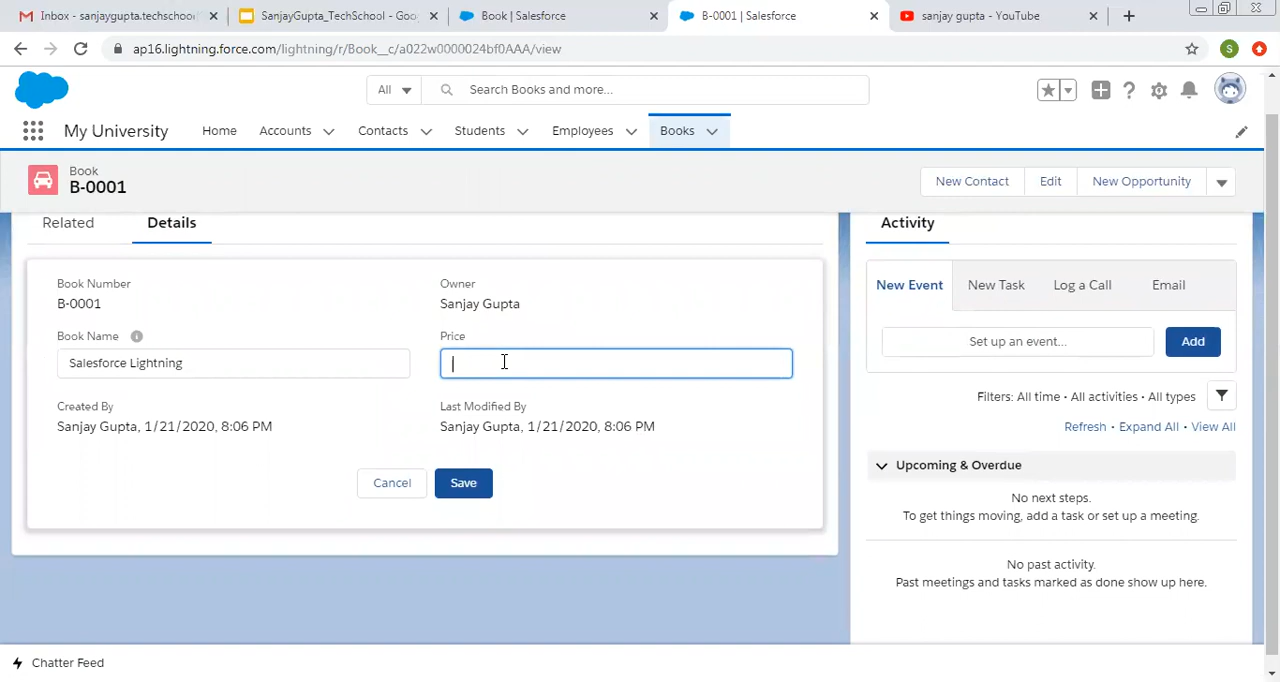 Inbox - sanjay.techschool
SanjayGupta_TechSchool - Goo
Book | Salesforce
B-0001 | Salesforce
sanjay gupta - YouTube
ap16.lightning.force.com/lightning/r/Book__c/a022w0000024bf0/AAA/view
S
All
Search Books and more...
My University
Home
Accounts
Contacts
Students
Employees
Books
Book
B-0001
New Contact
Edit
New Opportunity
Related
Details
Activity
Book Number
B-0001
Owner
Sanjay Gupta
Book Name
Salesforce Lightning
Price
Created By
Sanjay Gupta, 1/21/2020, 8:06 PM
Last Modified By
Sanjay Gupta, 1/21/2020, 8:06 PM
Cancel
Save
New Event
New Task
Log a Call
Email
Set up an event...
Add
Filters: All time • All activities • All types
Refresh • Expand All • View All
Upcoming & Overdue
No next steps.
To get things moving, add a task or set up a meeting.
No past activity.
Past meetings and tasks marked as done show up here.
Chatter Feed